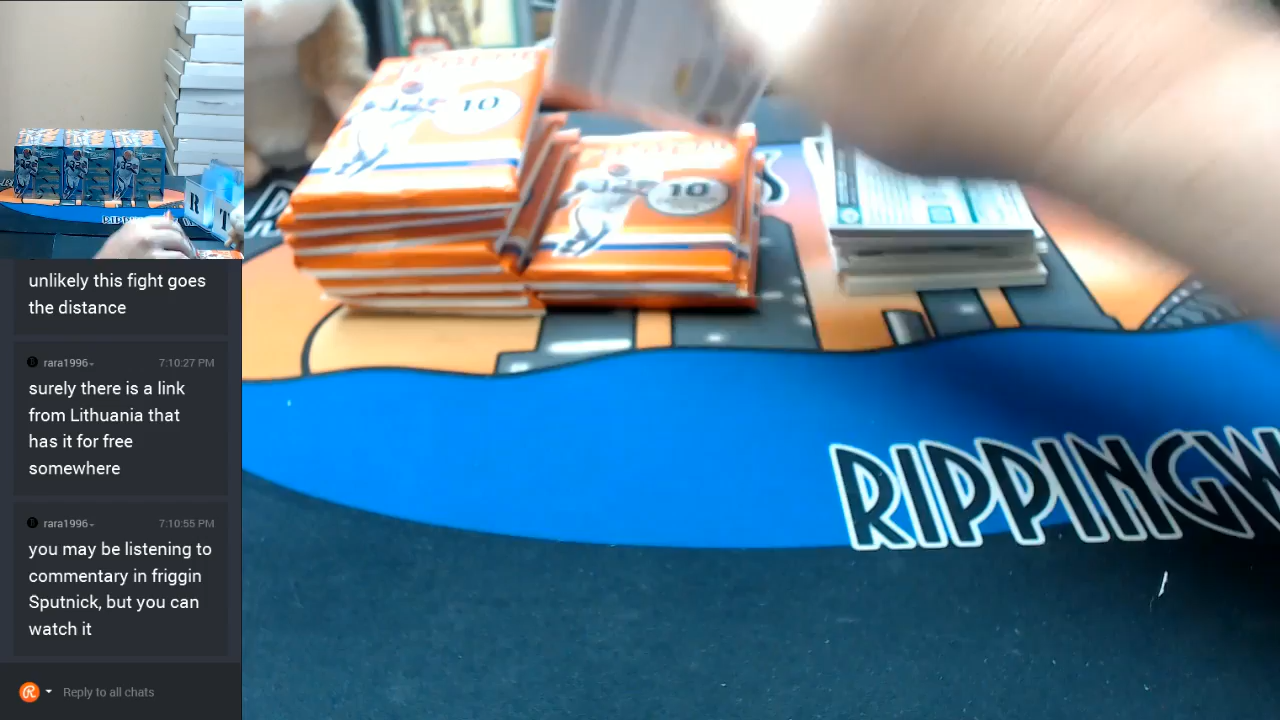 unlikely this fight goes
the distance
rara1996
7:10:27 PM
surely there is a link
from Lithuania that
has it for free
somewhere
rara1996
7:10:55 PM
you may be listening to
commentary in friggin
Sputnick, but you can
watch it
Reply to all chats
10
10
RIPPINGW
R